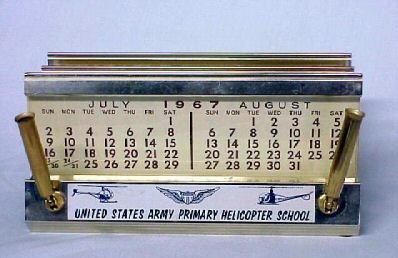 JULY 1967 AUGUST
SUN MON TUE WED THU FRI SAT SUN MON TUE WED THU FRI SAT
1 1 2 3 4 5
2 3 4 5 6 7 8 6 7 8 9 10 11 12
9 10 11 12 13 14 15 13 14 15 16 17 18
16 17 18 19 20 21 22 20 21 22 23 24 25
23/30 24/31 25 26 27 28 29 27 28 29 30 31
UNITED STATES ARMY PRIMARY HELICOPTER SCHOOL